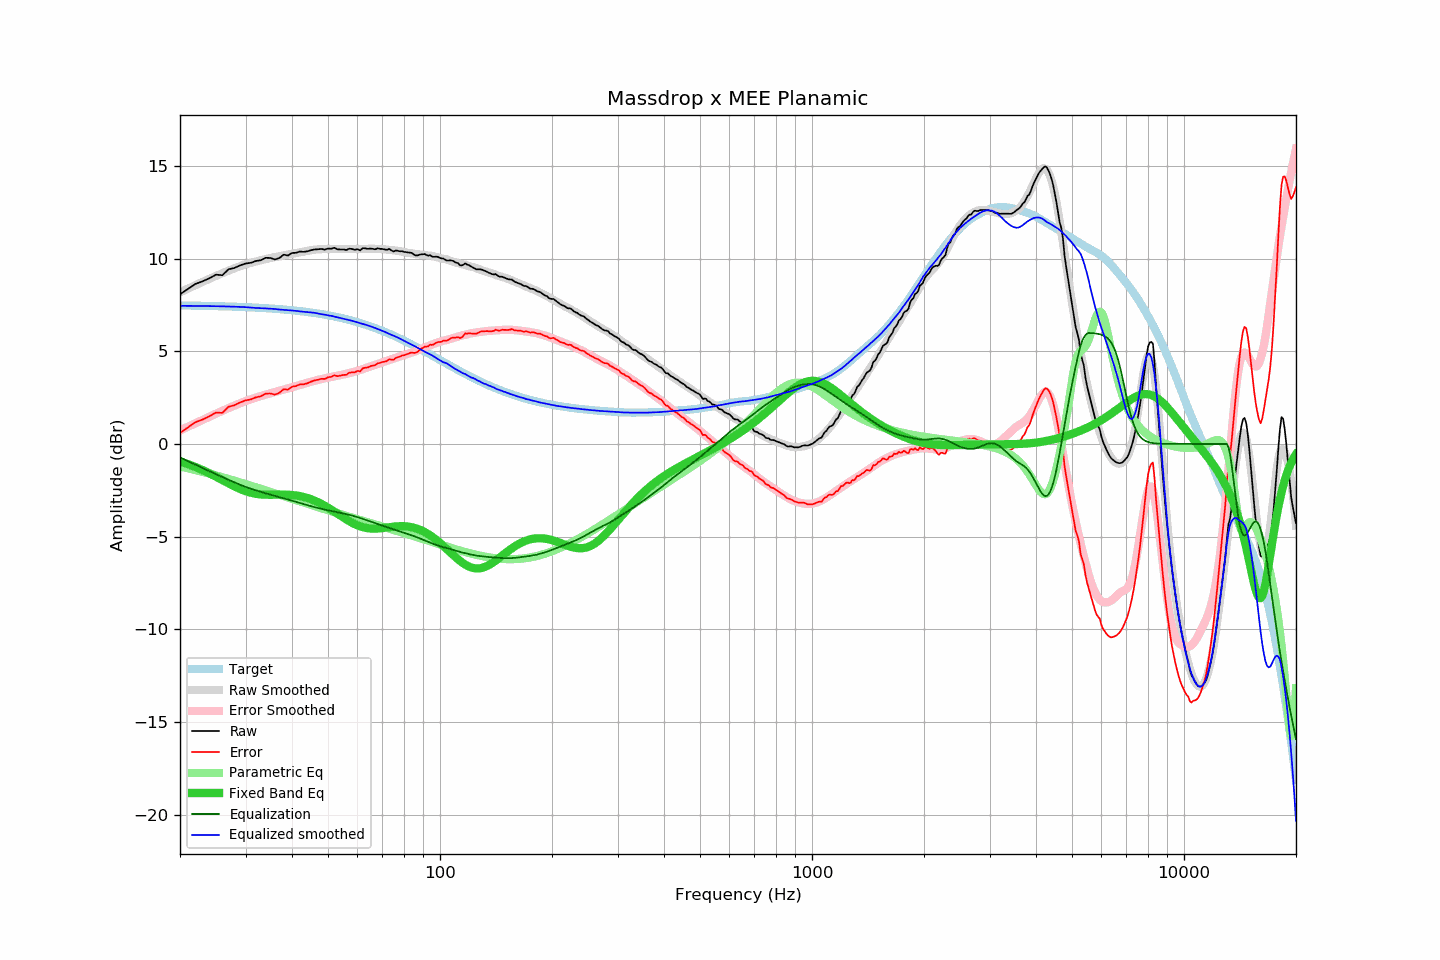 Massdrop x MEE Planamic
Amplitude (dBr)
15
10
5
0
−5
−10
−15
−20
Target
Raw Smoothed
Error Smoothed
Raw
Error
Parametric Eq
Fixed Band Eq
Equalization
Equalized smoothed
100
1000
10000
Frequency (Hz)